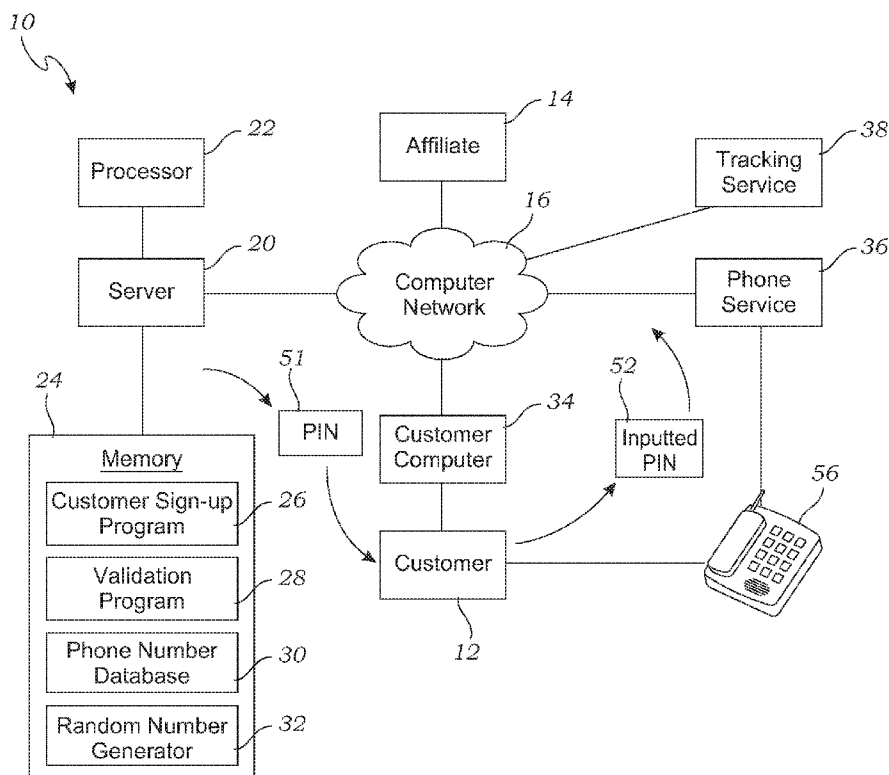 10
14
38
22
Affiliate
Tracking
Service
Processor
16
36
20
Computer
Network
Phone
Service
Server
51
52
24
34
PIN
Inputted
PIN
Customer
Computer
Memory
56
Customer Sign-up
Program
26
Customer
Validation
Program
28
12
Phone Number
Database
30
Random Number
Generator
32